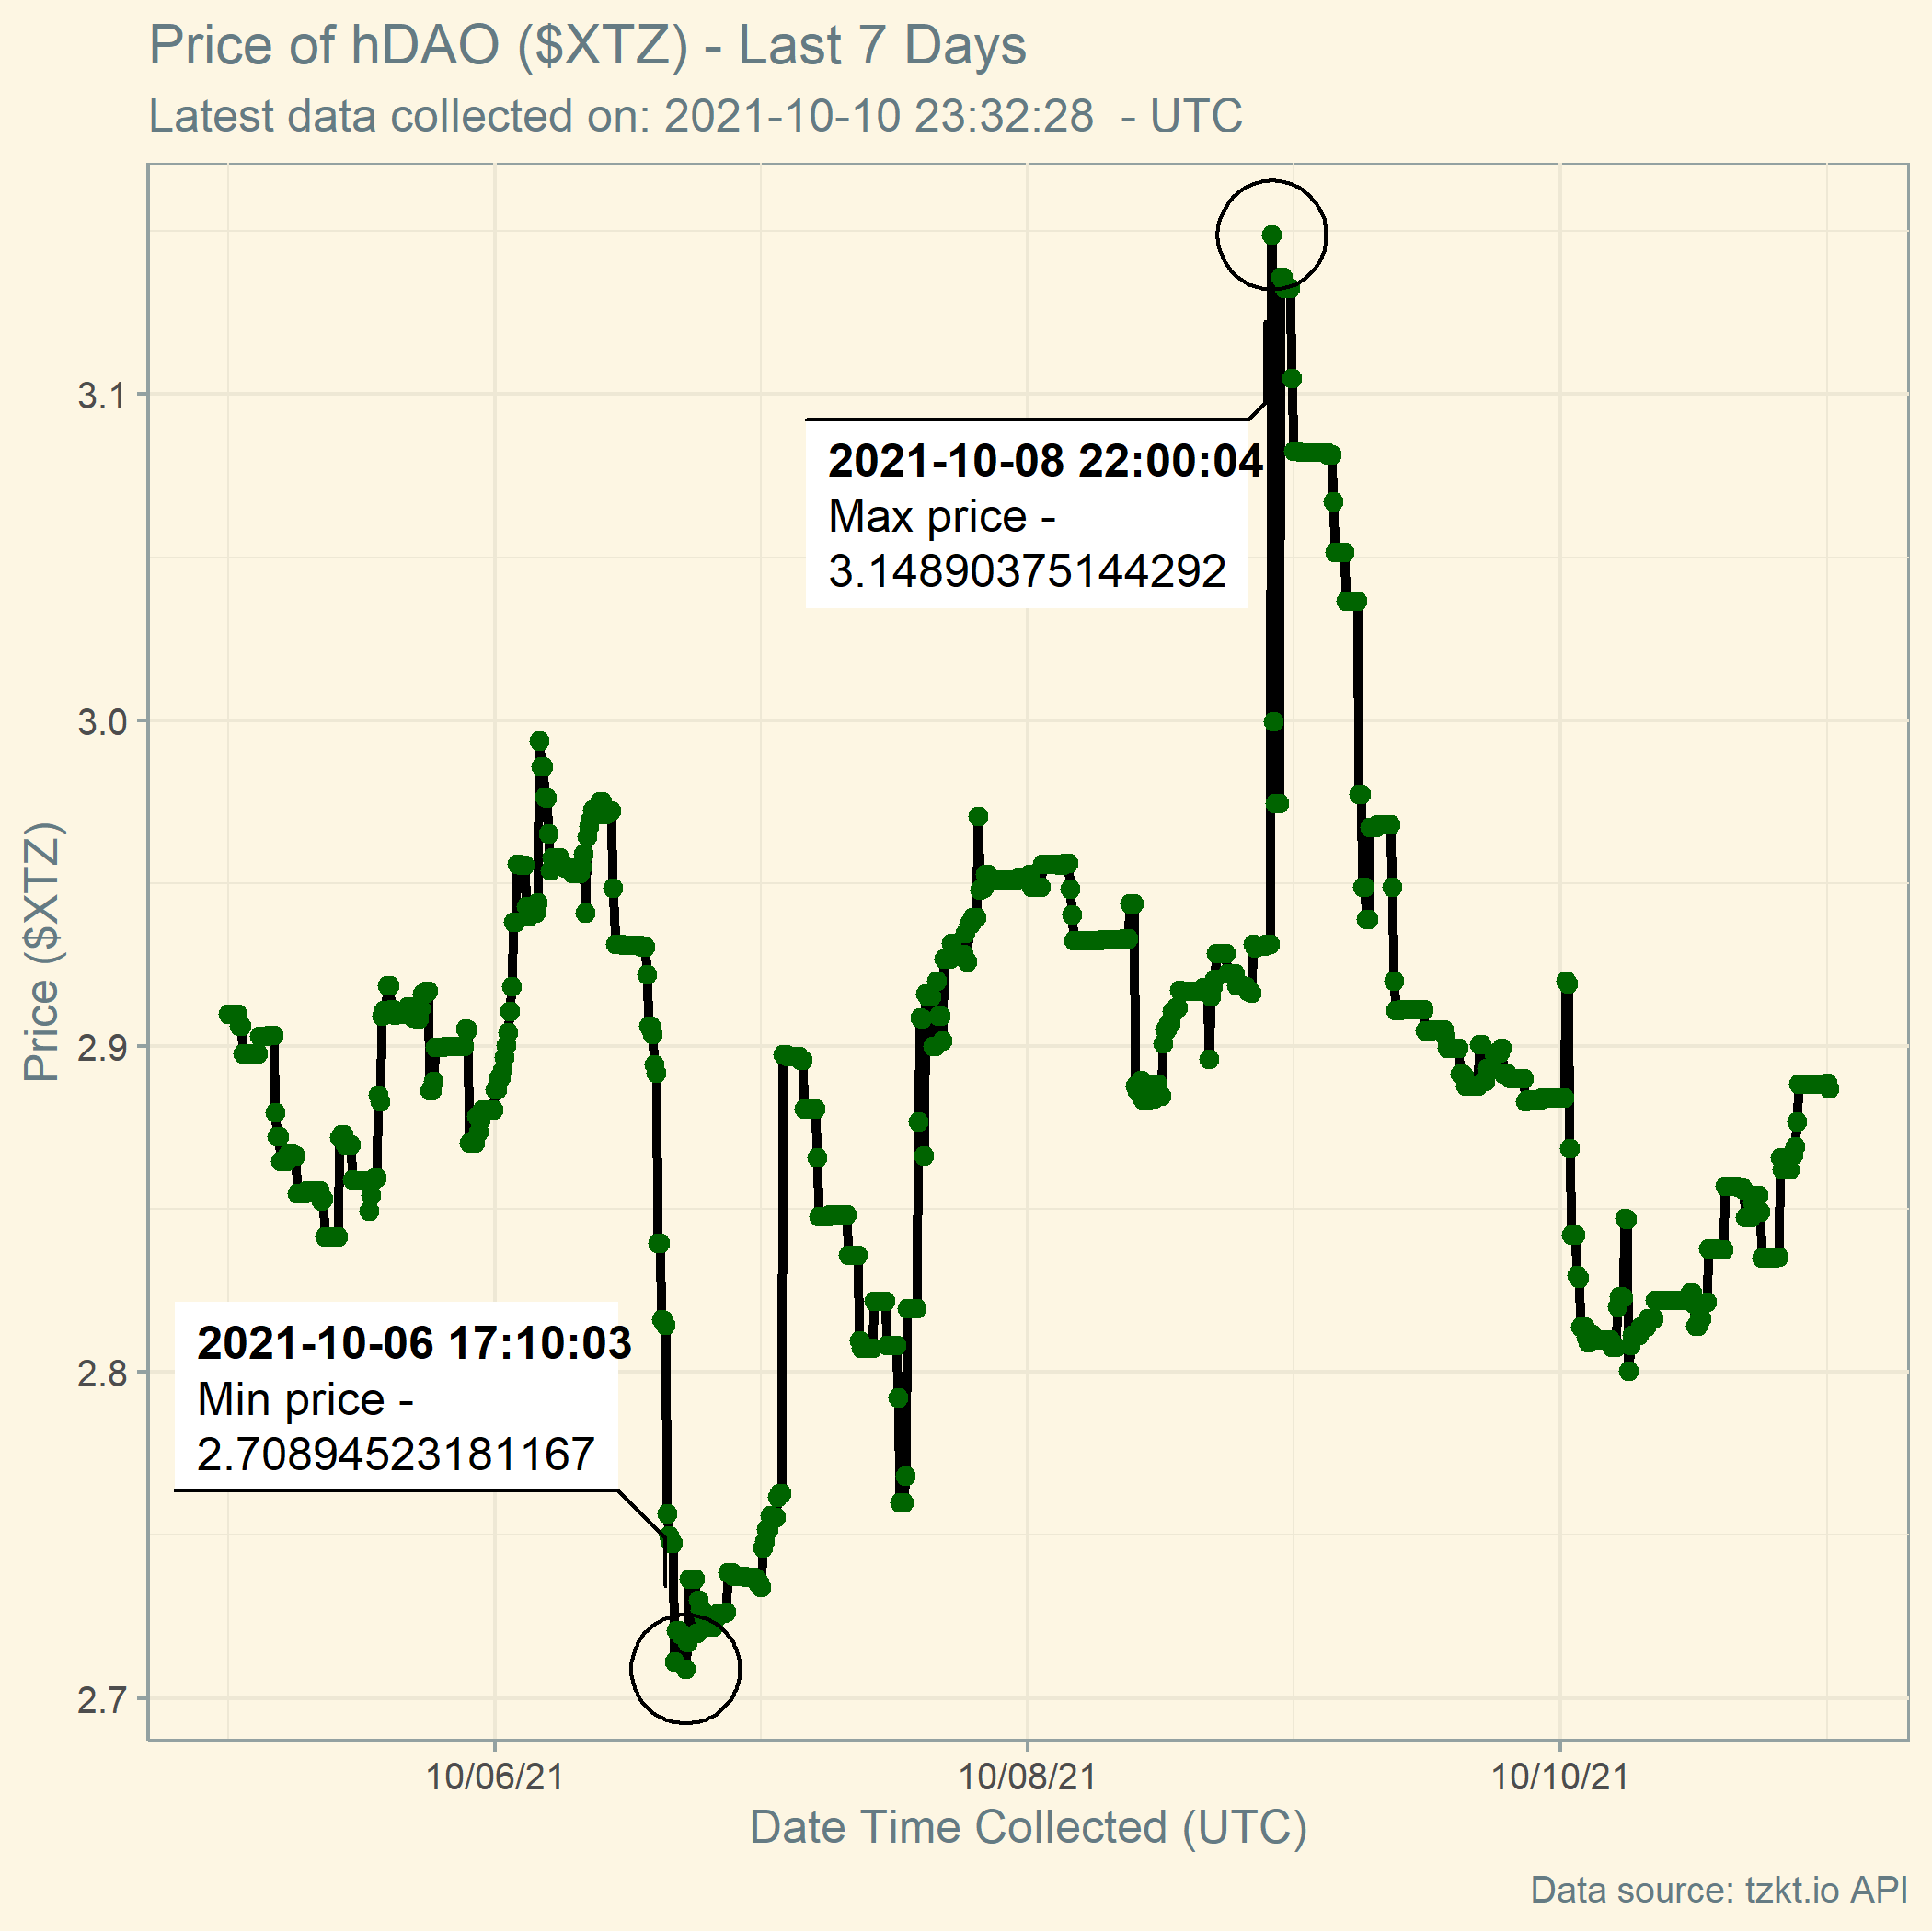 Price of hDAO ($XTZ) - Last 7 Days
Latest data collected on: 2021-10-10 23:32:28  - UTC
Price ($XTZ)
3.1
3.0
2.9
2.8
2.7
2021-10-08 22:00:04
Max price -
3.14890375144292
2021-10-06 17:10:03
Min price -
2.70894523181167
10/06/21
10/08/21
10/10/21
Date Time Collected (UTC)
Data source: tzkt.io API